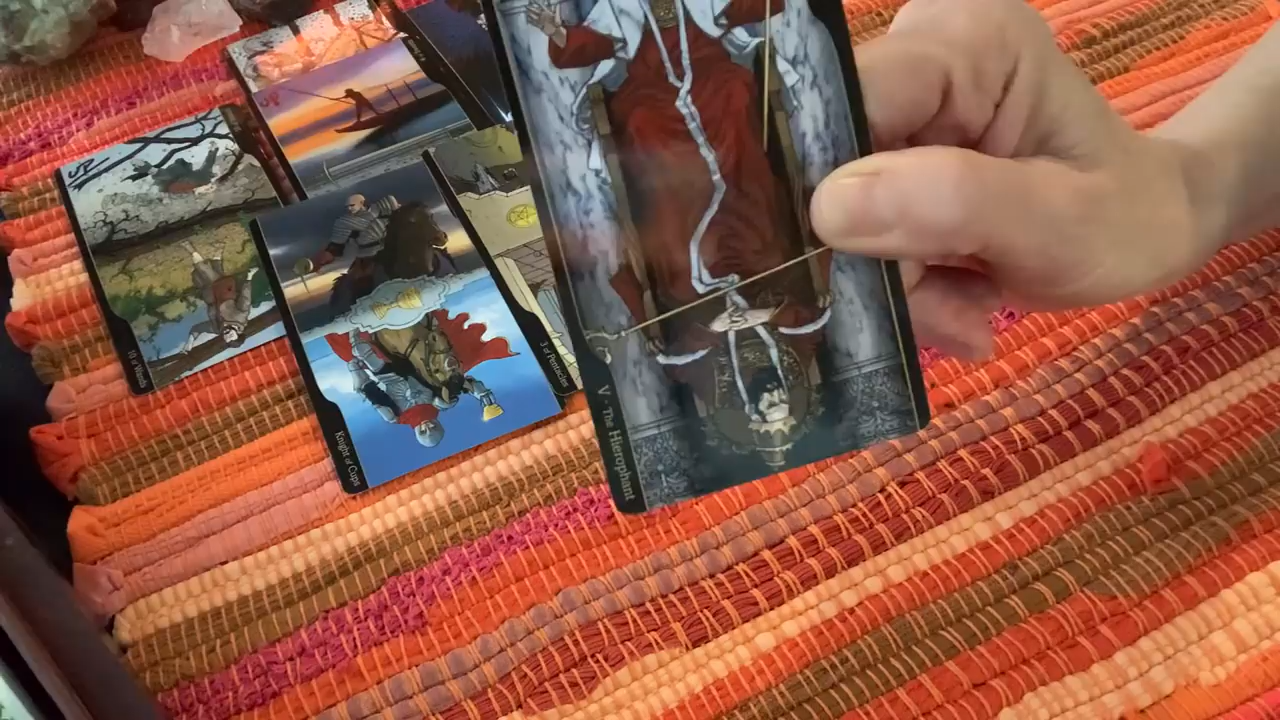 10 of Wands
Knight of Cups
3 of Pentacles
V · The Hierophant